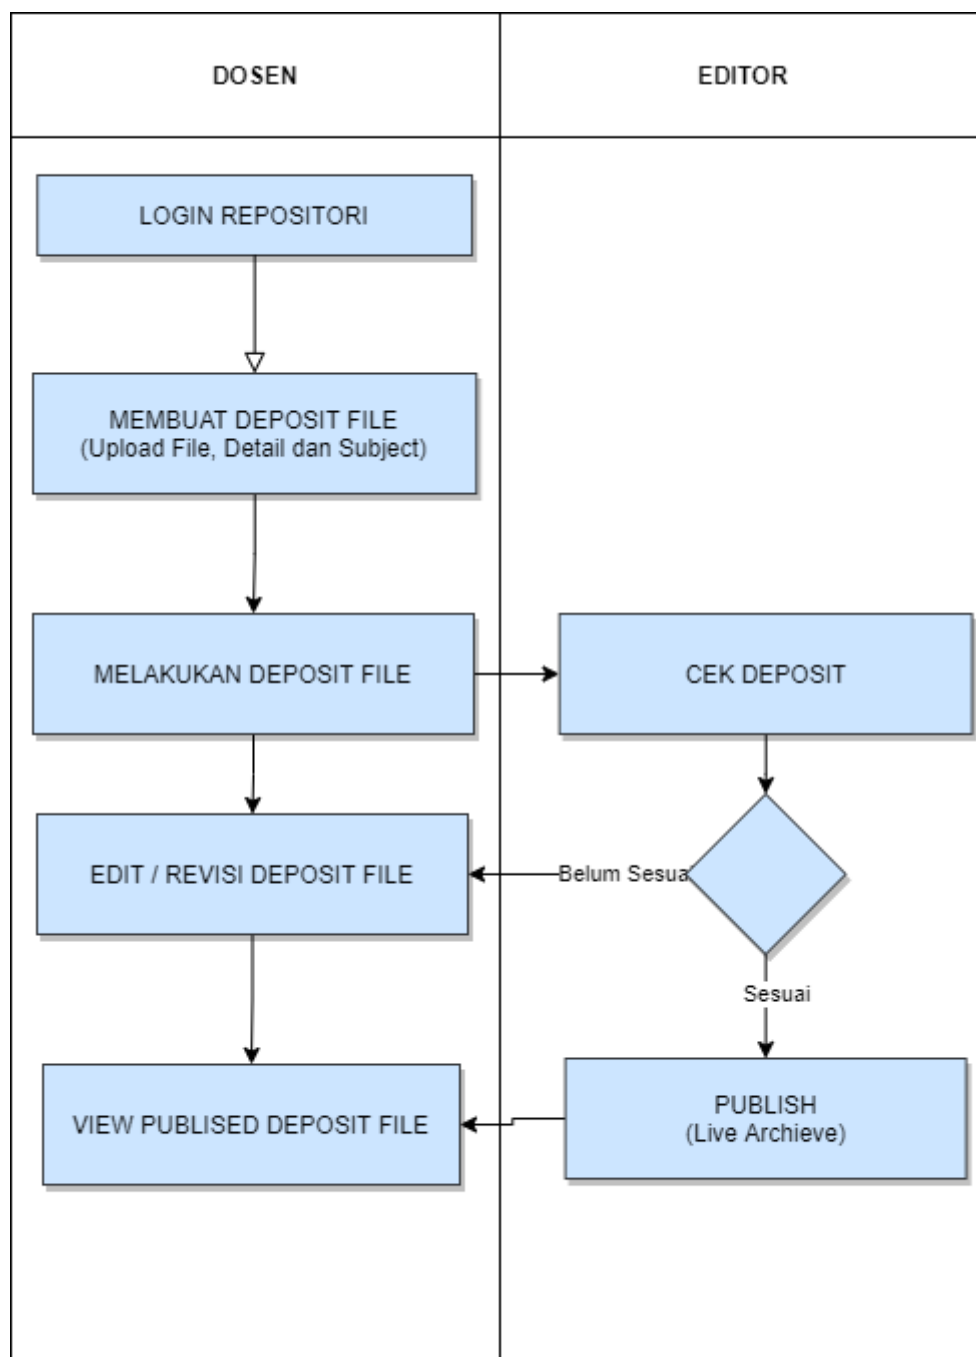 DOSEN
EDITOR
LOGIN REPOSITORI
MEMBUAT DEPOSIT FILE
(Upload File, Detail dan Subject)
MELAKUKAN DEPOSIT FILE
CEK DEPOSIT
EDIT / REVISI DEPOSIT FILE
Belum Sesuai
Sesuai
VIEW PUBLISED DEPOSIT FILE
PUBLISH
(Live Archieve)